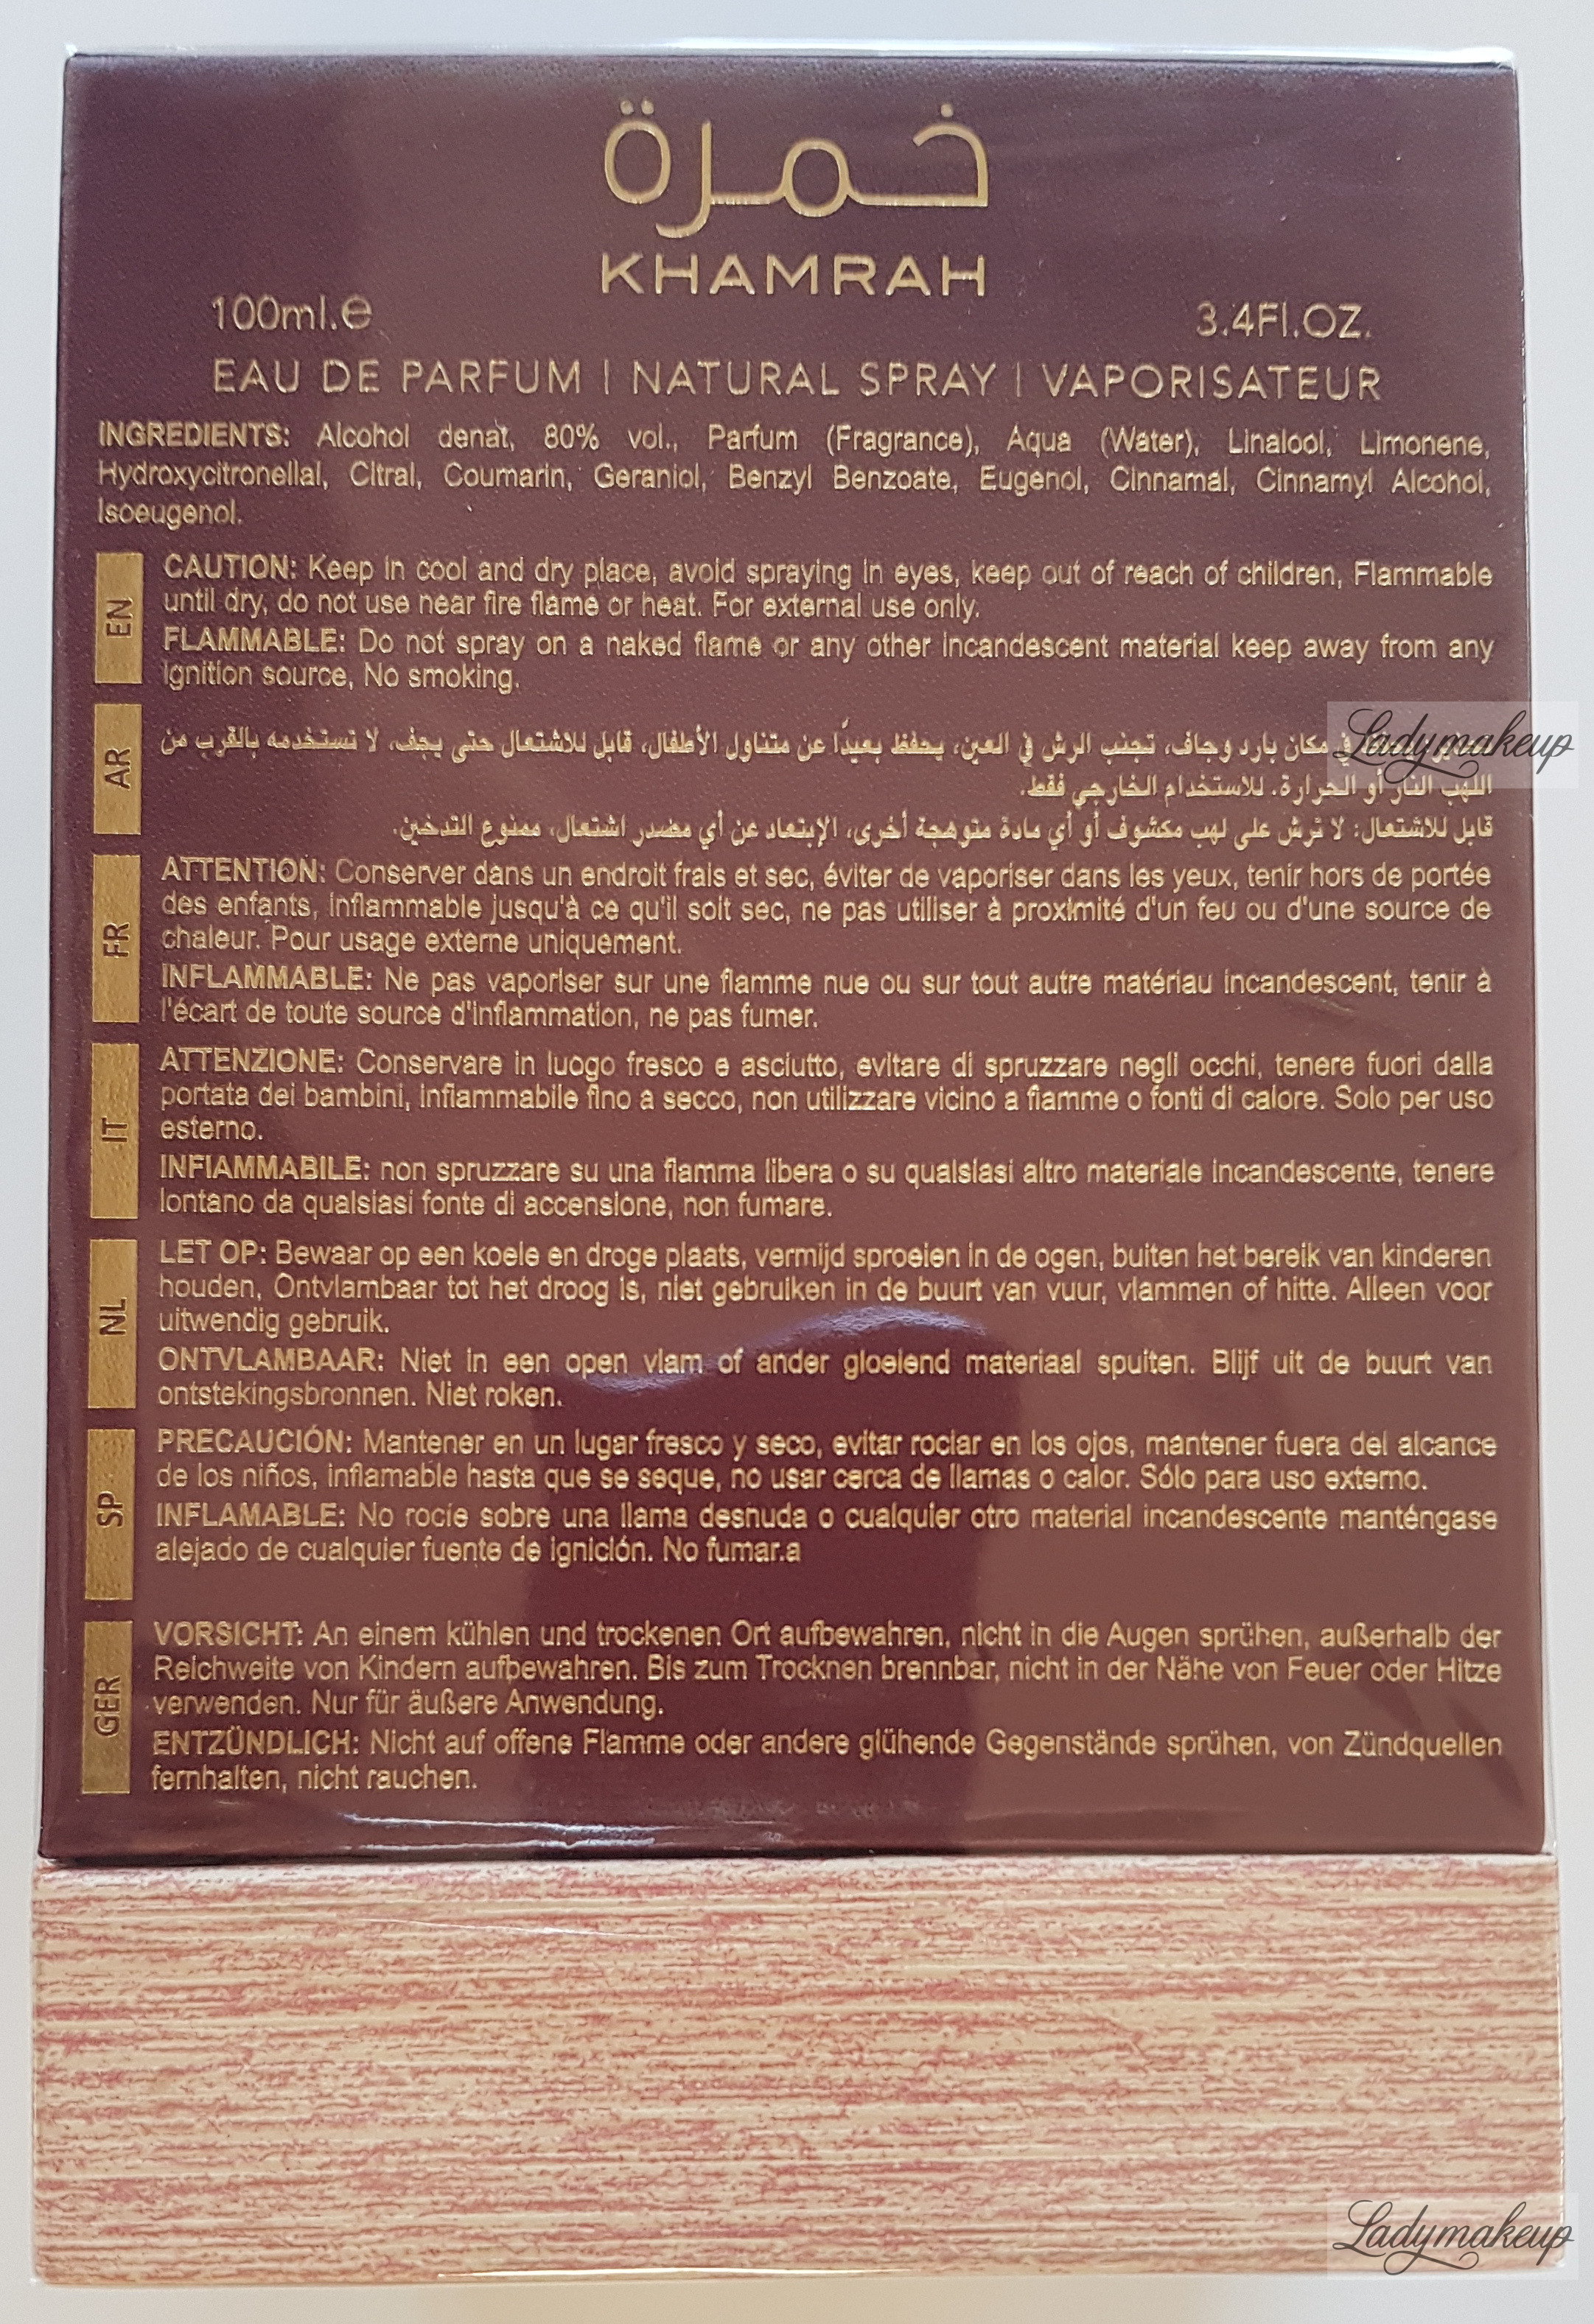 خمرة
KHAMRAH
100ml.e 3.4Fl.OZ.
EAU DE PARFUM | NATURAL SPRAY | VAPORISATEUR
INGREDIENTS: Alcohol denat, 80% vol., Parfum (Fragrance), Aqua (Water), Linalool, Limonene,
Hydroxycitronellal, Citral, Coumarin, Geraniol, Benzyl Benzoate, Eugenol, Cinnamal, Cinnamyl Alcohol,
Isoeugenol.
EN
CAUTION: Keep in cool and dry place, avoid spraying in eyes, keep out of reach of children, Flammable
until dry, do not use near fire flame or heat. For external use only.
FLAMMABLE: Do not spray on a naked flame or any other incandescent material keep away from any
ignition source, No smoking.
AR
في مكان بارد وجاف، تجنب الرش في العين، يحفظ بعيدًا عن متناول الأطفال، قابل للاشتعال حتى يجف، لا تستخدمه بالقرب من
اللهب النار أو الحرارة. للاستخدام الخارجي فقط.
قابل للاشتعال: لا ترش على لهب مكشوف أو أي مادة متوهجة أخرى، الإبتعاد عن أي مصدر اشتعال، ممنوع التدخين.
FR
ATTENTION: Conserver dans un endroit frais et sec, éviter de vaporiser dans les yeux, tenir hors de portée
des enfants, Inflammable jusqu'à ce qu'il soit sec, ne pas utiliser à proximité d'un feu ou d'une source de
chaleur. Pour usage externe uniquement.
INFLAMMABLE: Ne pas vaporiser sur une flamme nue ou sur tout autre matériau incandescent, tenir à
l'écart de toute source d'inflammation, ne pas fumer.
IT
ATTENZIONE: Conservare in luogo fresco e asciutto, evitare di spruzzare negli occhi, tenere fuori dalla
portata dei bambini, Infiammabile fino a secco, non utilizzare vicino a fiamme o fonti di calore. Solo per uso
esterno.
INFIAMMABILE: non spruzzare su una fiamma libera o su qualsiasi altro materiale incandescente, tenere
lontano da qualsiasi fonte di accensione, non fumare.
NL
LET OP: Bewaar op een koele en droge plaats, vermijd sproeien in de ogen, buiten het bereik van kinderen
houden, Ontvlambaar tot het droog is, niet gebruiken in de buurt van vuur, vlammen of hitte. Alleen voor
uitwendig gebruik.
ONTVLAMBAAR: Niet in een open vlam of ander gloeiend materiaal spuiten. Blijf uit de buurt van
ontstekingsbronnen. Niet roken.
SP
PRECAUCIÓN: Mantener en un lugar fresco y seco, evitar rociar en los ojos, mantener fuera del alcance
de los niños, inflamable hasta que se seque, no usar cerca de llamas o calor. Sólo para uso externo.
INFLAMABLE: No rocíe sobre una llama desnuda o cualquier otro material incandescente manténgase
alejado de cualquier fuente de ignición. No fumar.a
GER
VORSICHT: An einem kühlen und trockenen Ort aufbewahren, nicht in die Augen sprühen, außerhalb der
Reichweite von Kindern aufbewahren. Bis zum Trocknen brennbar, nicht in der Nähe von Feuer oder Hitze
verwenden. Nur für äußere Anwendung.
ENTZÜNDLICH: Nicht auf offene Flamme oder andere glühende Gegenstände sprühen, von Zündquellen
fernhalten, nicht rauchen.
Ladymakeup
Ladymakeup